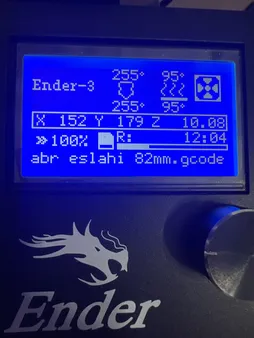 255° 95°
Ender-3
255° 95°
X 152 Y 179 Z 10.08
»100% R: 12:04
abr eslahi 82mm.gcode
Ender